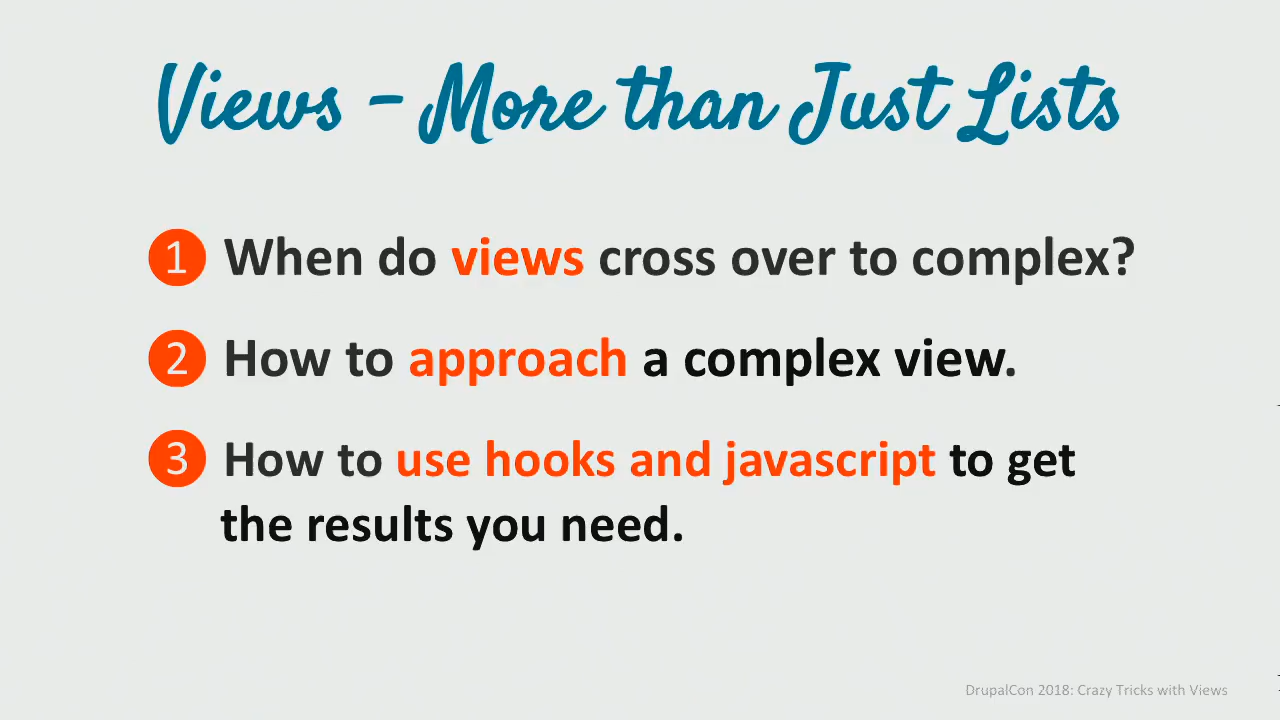 Views - More than Just Lists
1 When do views cross over to complex?
2 How to approach a complex view.
3 How to use hooks and javascript to get
the results you need.
DrupalCon 2018: Crazy Tricks with Views